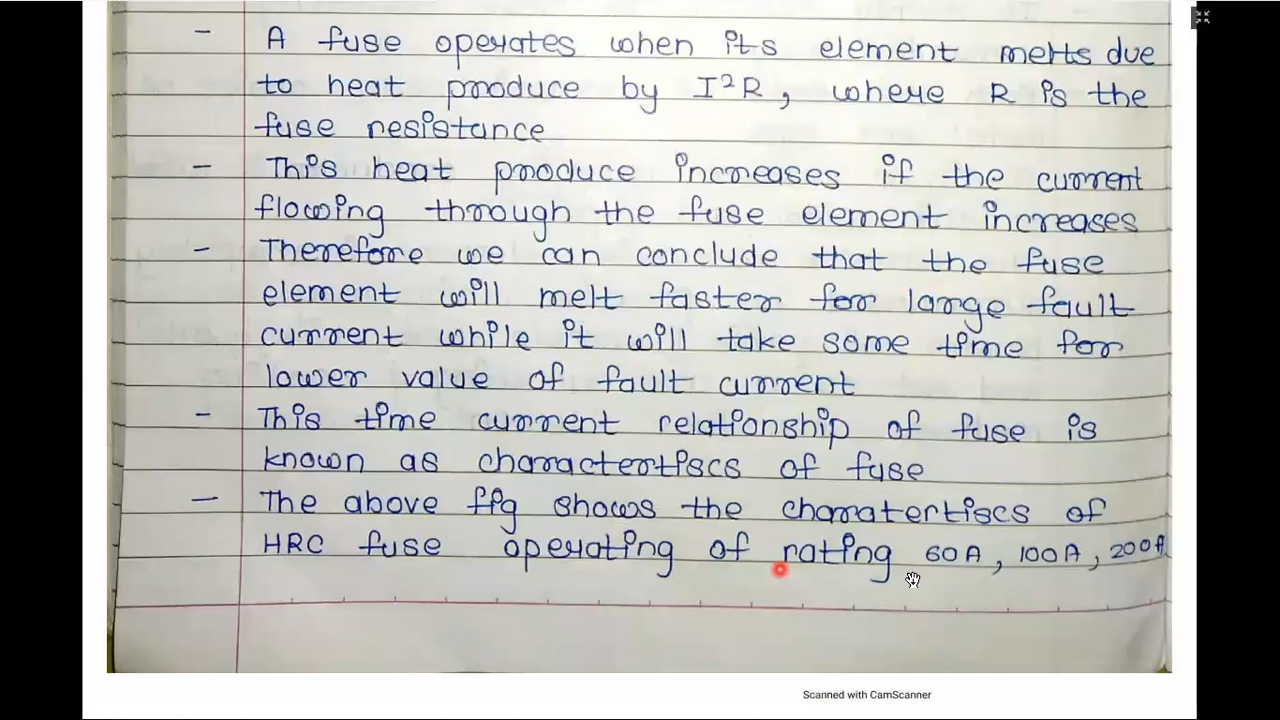 - A fuse operates when its element melts due
to heat produce by I²R, where R is the
fuse resistance
- This heat produce increases if the current
flowing through the fuse element increases
- Therefore we can conclude that the fuse
element will melt faster for large fault
current while it will take some time for
lower value of fault current
- This time current relationship of fuse is
known as charactertiscs of fuse
- The above fig shows the charatertiscs of
HRC fuse operating of rating 60A, 100A, 200A
Scanned with CamScanner